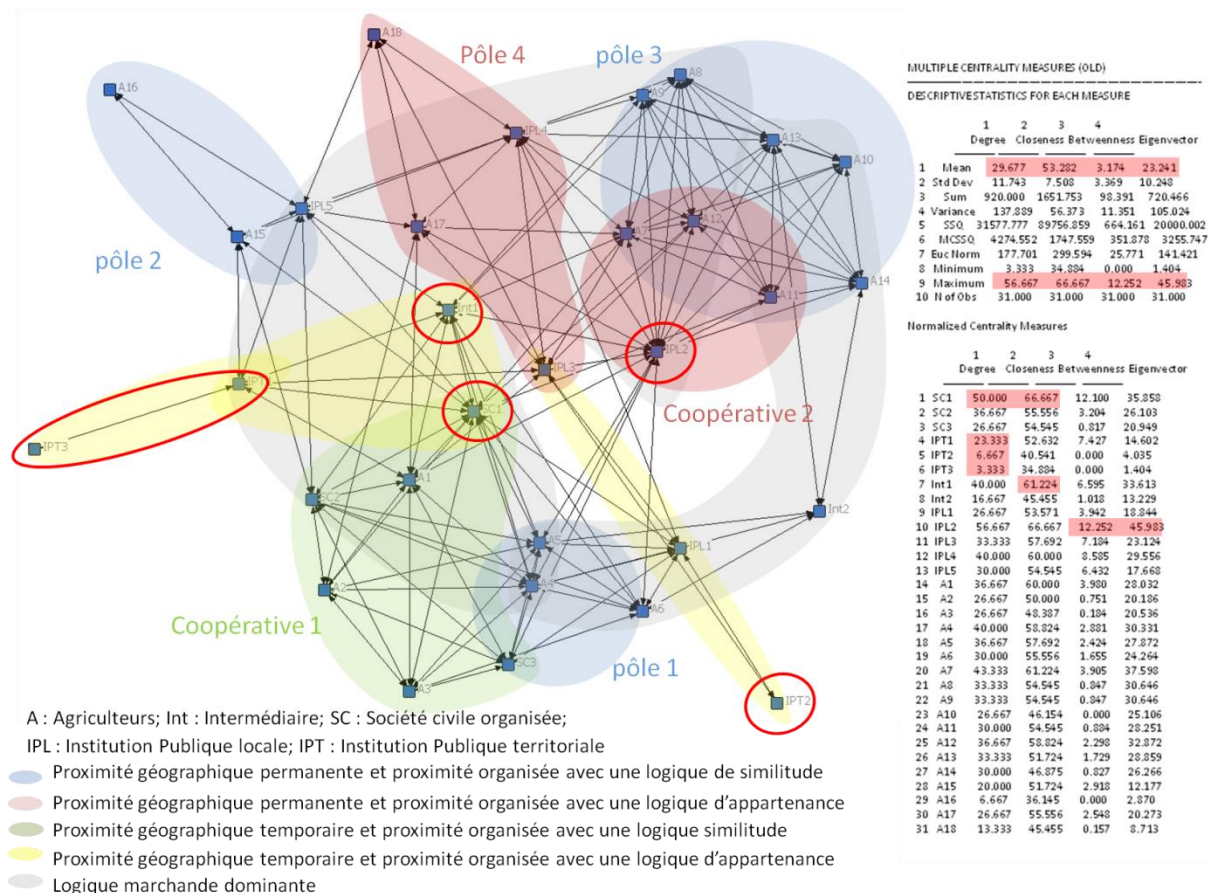 A18
Pôle 4
pôle 3
A16
A8
A9
IPL4
A13
A10
IPL5
A15
A17
A7
A12
pôle 2
A14
A11
Int1
IPL2
IPL3
IPT1
SC1
Coopérative 2
IPT3
A1
SC2
Int2
A5
IPL1
A4
A2
A6
Coopérative 1
SC3
pôle 1
A3
IPT2
A : Agriculteurs; Int : Intermédiaire; SC : Société civile organisée;
IPL : Institution Publique locale; IPT : Institution Publique territoriale
Proximité géographique permanente et proximité organisée avec une logique de similitude
Proximité géographique permanente et proximité organisée avec une logique d'appartenance
Proximité géographique temporaire et proximité organisée avec une logique similitude
Proximité géographique temporaire et proximité organisée avec une logique d'appartenance
Logique marchande dominante
MULTIPLE CENTRALITY MEASURES (OLD)
DESCRIPTIVE STATISTICS FOR EACH MEASURE
1 2 3 4
Degree Closeness Betweenness Eigenvector
1 Mean 29.677 53.282 3.174 23.241
2 Std Dev 11.743 7.508 3.369 10.248
3 Sum 920.000 1651.753 98.391 720.466
4 Variance 137.889 56.373 11.351 105.024
5 SSQ 31577.777 89756.859 664.161 20000.002
6 MCSSQ 4274.552 1747.559 351.878 3255.747
7 Euc Norm 177.701 299.594 25.771 141.421
8 Minimum 3.333 34.884 0.000 1.404
9 Maximum 56.667 66.667 12.252 45.983
10 N of Obs 31.000 31.000 31.000 31.000
Normalized Centrality Measures
1 2 3 4
Degree Closeness Betweenness Eigenvector
1 SC1 50.000 66.667 12.100 35.858
2 SC2 36.667 55.556 3.204 26.103
3 SC3 26.667 54.545 0.817 20.949
4 IPT1 23.333 52.632 7.427 14.602
5 IPT2 6.667 40.541 0.000 4.035
6 IPT3 3.333 34.884 0.000 1.404
7 Int1 40.000 61.224 6.595 33.613
8 Int2 16.667 45.455 1.018 13.229
9 IPL1 26.667 53.571 3.942 18.844
10 IPL2 56.667 66.667 12.252 45.983
11 IPL3 33.333 57.692 7.184 23.124
12 IPL4 40.000 60.000 8.585 29.556
13 IPL5 30.000 54.545 6.432 17.668
14 A1 36.667 60.000 3.980 28.032
15 A2 26.667 50.000 0.751 20.186
16 A3 26.667 48.387 0.184 20.536
17 A4 40.000 58.824 2.881 30.331
18 A5 36.667 57.692 2.424 27.872
19 A6 30.000 55.556 1.655 24.264
20 A7 43.333 61.224 3.905 37.598
21 A8 33.333 54.545 0.847 30.646
22 A9 33.333 54.545 0.847 30.646
23 A10 26.667 46.154 0.000 25.106
24 A11 30.000 54.545 0.884 28.251
25 A12 36.667 58.824 2.298 32.872
26 A13 33.333 51.724 1.729 28.859
27 A14 30.000 46.875 0.827 26.266
28 A15 20.000 51.724 2.918 12.177
29 A16 6.667 36.145 0.000 2.870
30 A17 26.667 55.556 2.548 20.273
31 A18 13.333 45.455 0.157 8.713